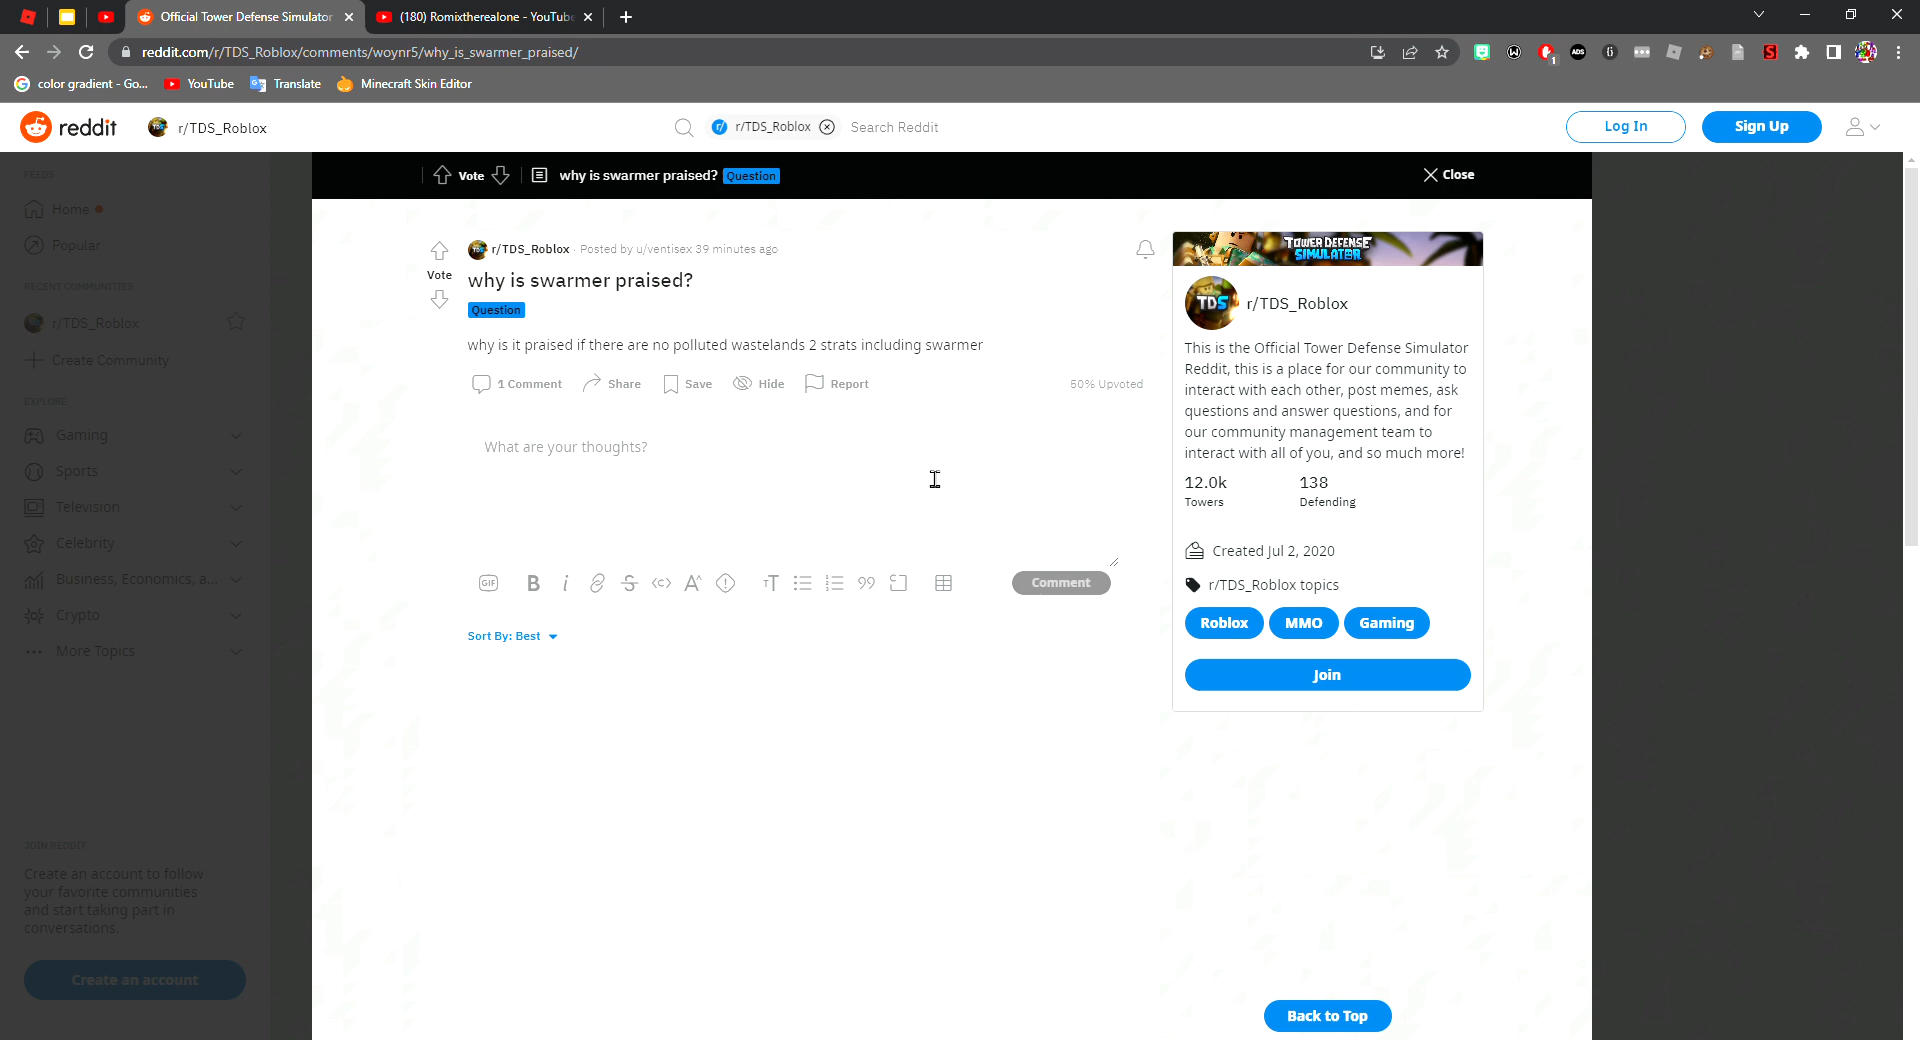 Official Tower Defense Simulator
(180) Romixtherealone - YouTube
reddit.com/r/TDS_Roblox/comments/woynr5/why_is_swarmer_praised/
1
color gradient - Go...
YouTube
Translate
Minecraft Skin Editor
reddit
r/TDS_Roblox
r/TDS_Roblox
Search Reddit
Log In
Sign Up
FEEDS
Home
Popular
RECENT COMMUNITIES
r/TDS_Roblox
Create Community
EXPLORE
Gaming
Sports
Television
Celebrity
Business, Economics, a...
Crypto
More Topics
JOIN REDDIT
Create an account to follow
your favorite communities
and start taking part in
conversations.
Create an account
Vote
why is swarmer praised? Question
Close
r/TDS_Roblox · Posted by u/ventisex 39 minutes ago
Vote
why is swarmer praised?
Question
why is it praised if there are no polluted wastelands 2 strats including swarmer
1 Comment
Share
Save
Hide
Report
50% Upvoted
What are your thoughts?
GIF
Comment
Sort By: Best
TOWER DEFENSE
SIMULATOR
TDS
r/TDS_Roblox
This is the Official Tower Defense Simulator
Reddit, this is a place for our community to
interact with each other, post memes, ask
questions and answer questions, and for
our community management team to
interact with all of you, and so much more!
12.0k
Towers
138
Defending
Created Jul 2, 2020
r/TDS_Roblox topics
Roblox
MMO
Gaming
Join
Back to Top